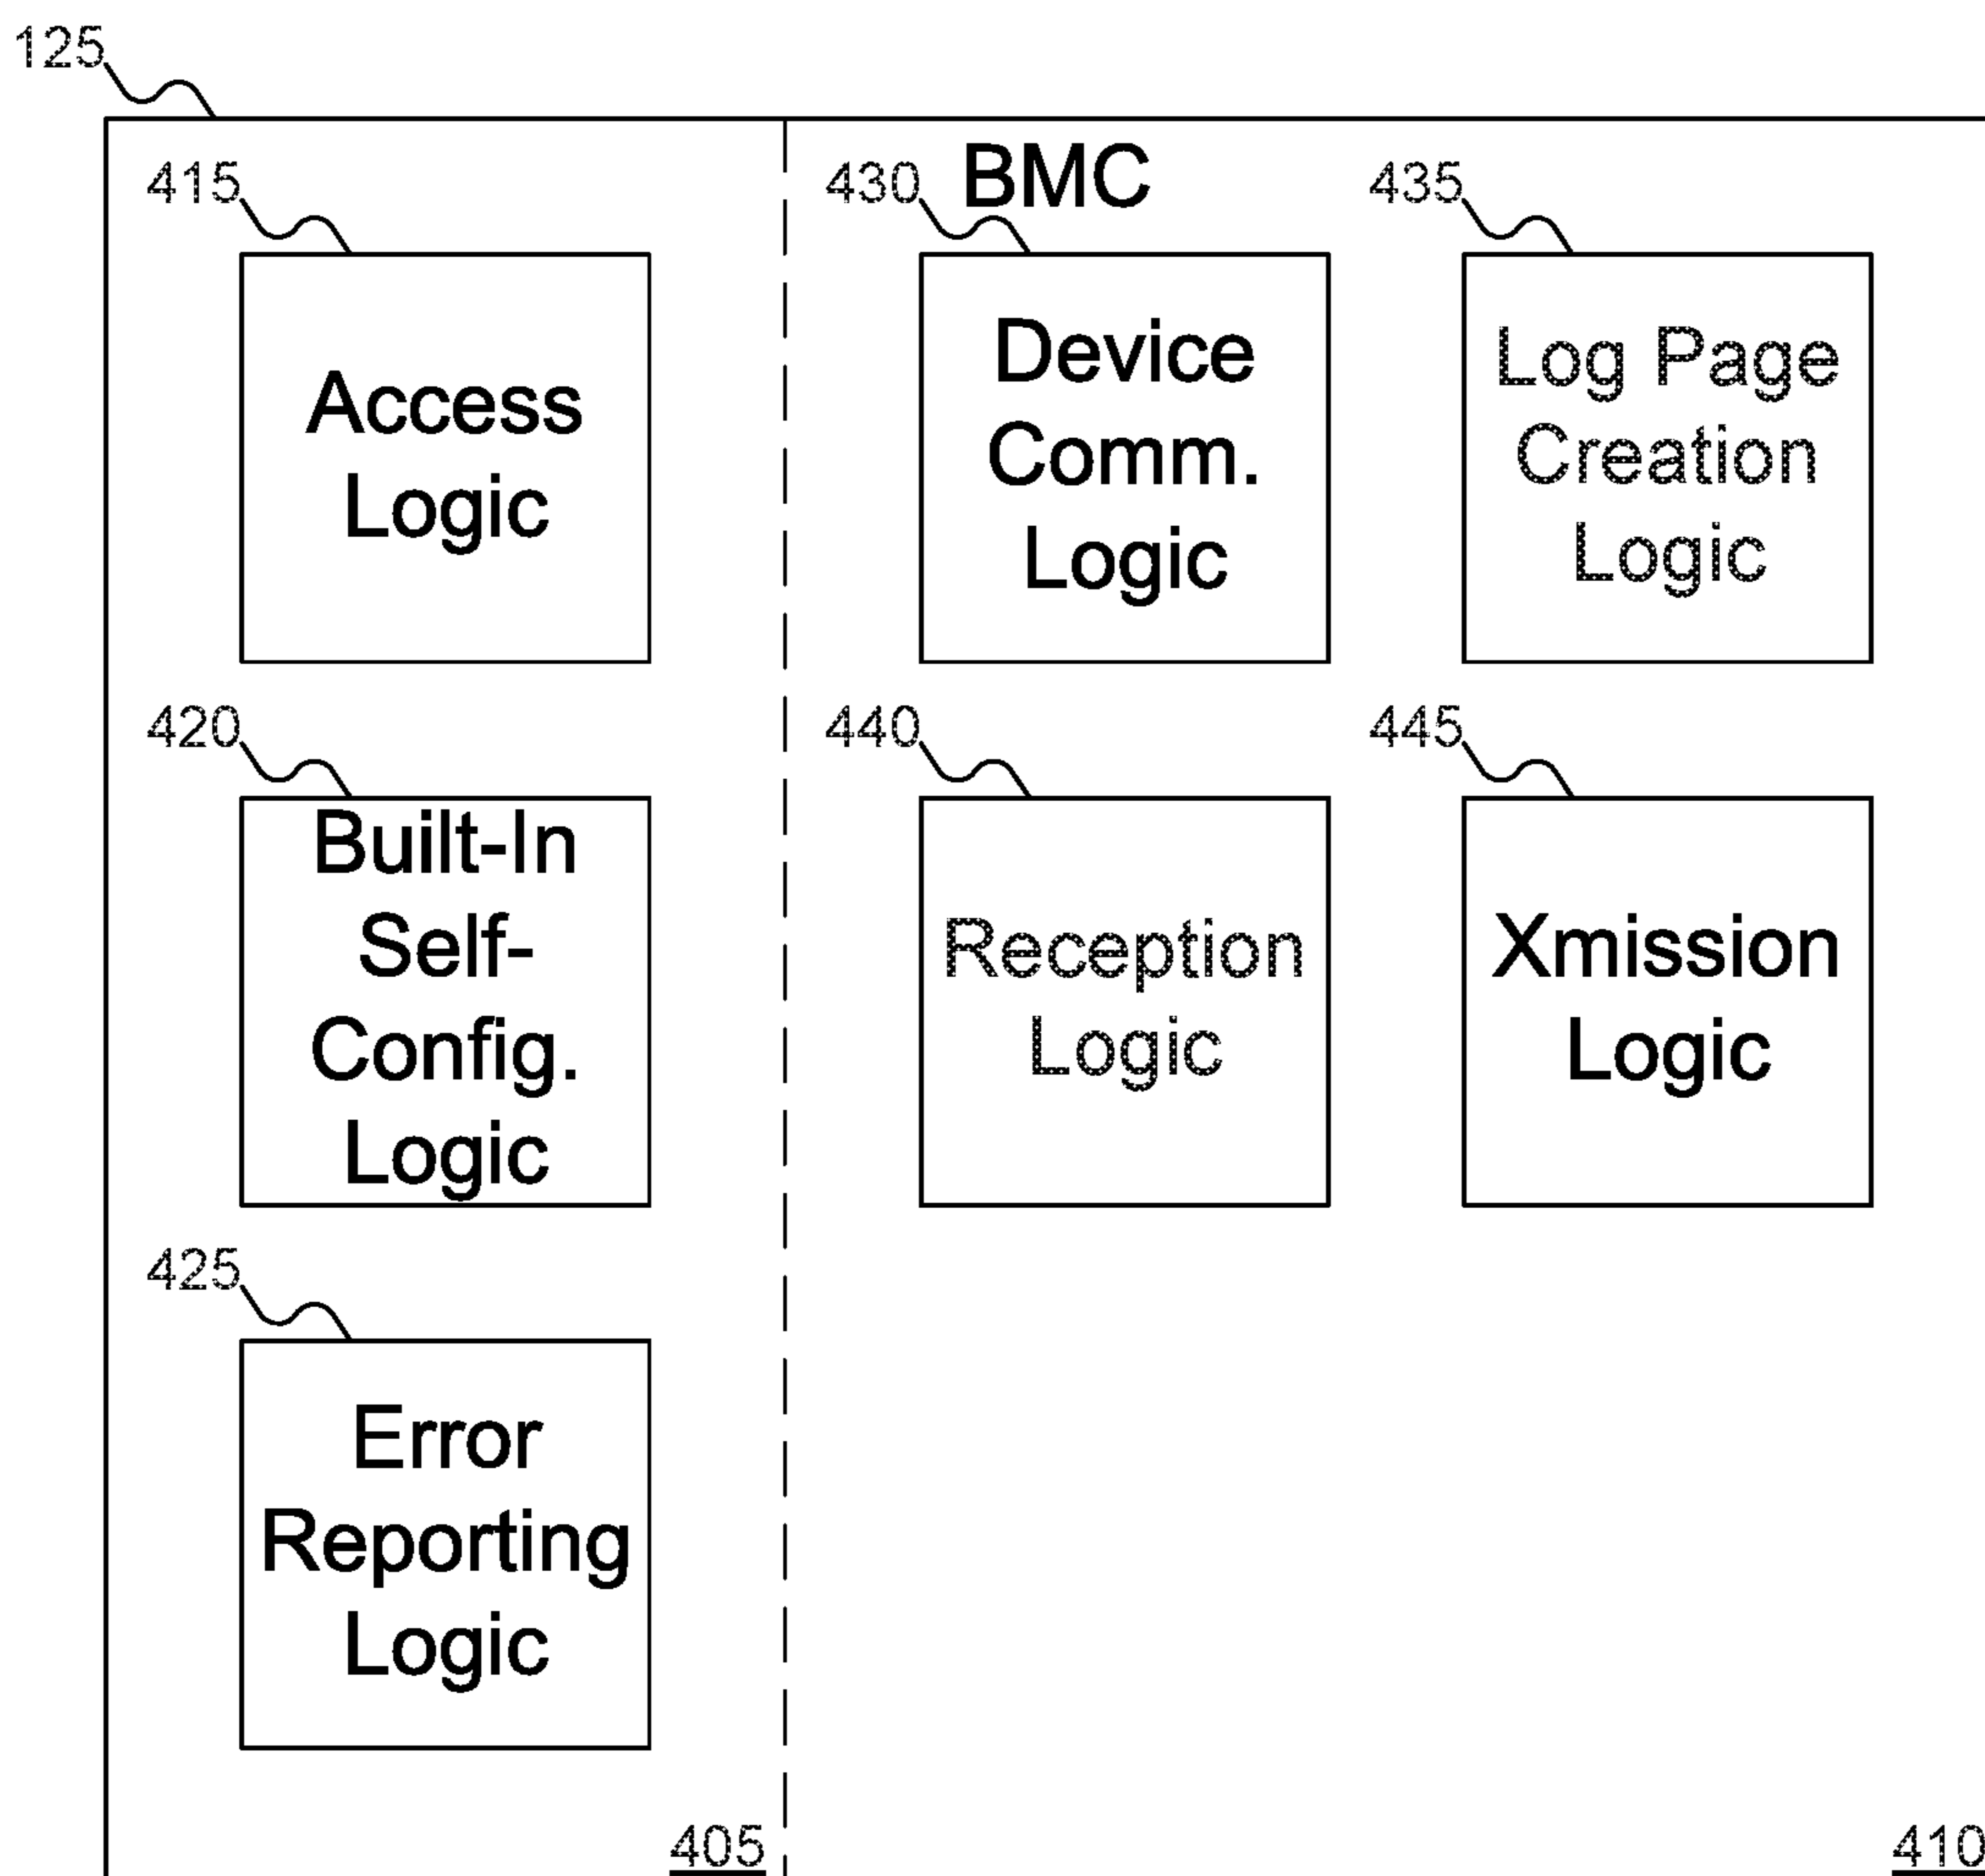 125
BMC
415
430
435
Access
Logic
Device
Comm.
Logic
Log Page
Creation
Logic
420
440
445
Built-In
Self-
Config.
Logic
Reception
Logic
Xmission
Logic
425
Error
Reporting
Logic
405
410